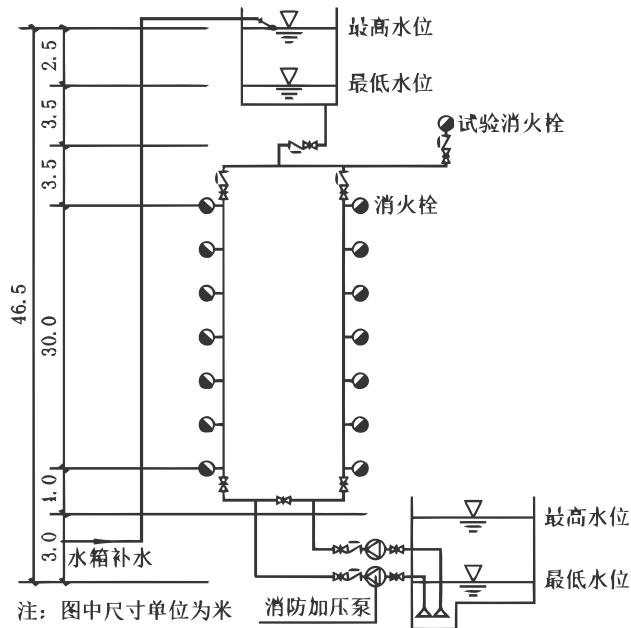 最高水位
2.5
最低水位
3.5
试验消火栓
3.5
消火栓
46.5
30.0
1.0
最高水位
3.0
水箱补水
最低水位
注：图中尺寸单位为米
消防加压泵